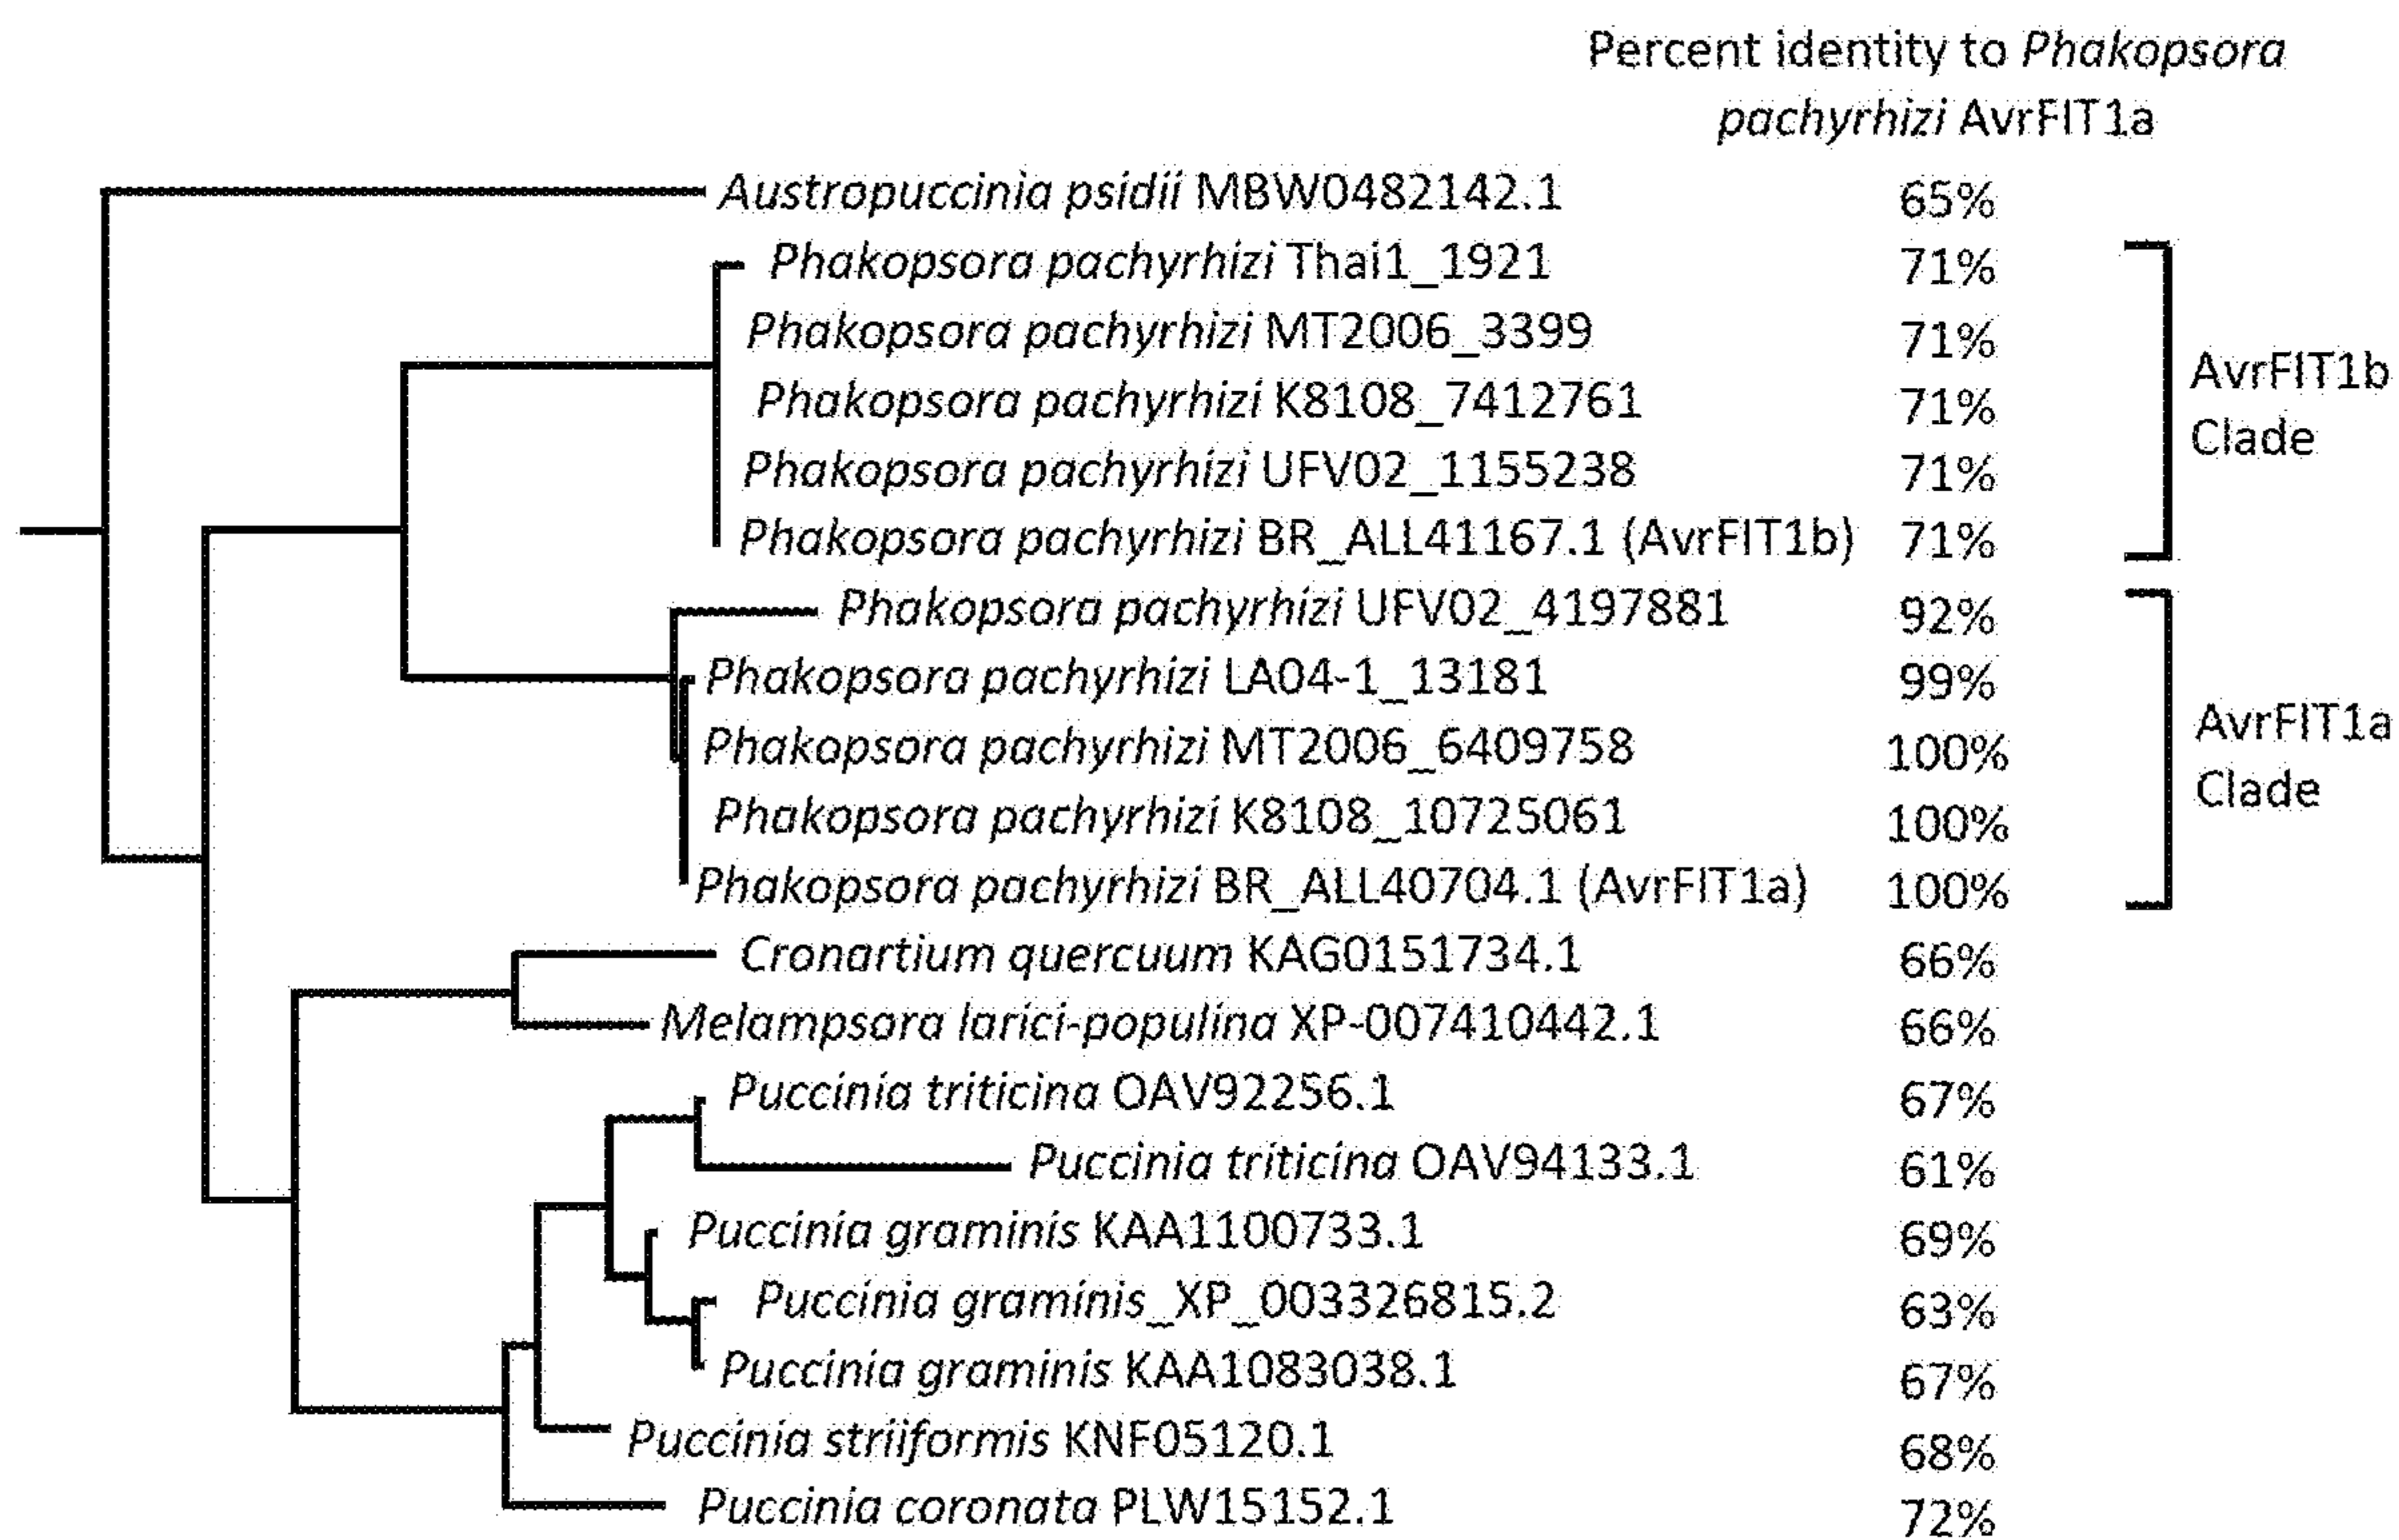 Percent identity to Phakopsora
pachyrhizi AvrFIT1a
Austropuccinia psidii MBW0482142.1 65%
Phakopsora pachyrhizi Thai1_1921 71%
Phakopsora pachyrhizi MT2006_3399 71%
Phakopsora pachyrhizi K8108_7412761 71%
Phakopsora pachyrhizi UFV02_1155238 71%
Phakopsora pachyrhizi BR_ALL41167.1 (AvrFIT1b) 71%
AvrFIT1b
Clade
Phakopsora pachyrhizi UFV02_4197881 92%
Phakopsora pachyrhizi LA04-1_13181 99%
Phakopsora pachyrhizi MT2006_6409758 100%
Phakopsora pachyrhizi K8108_10725061 100%
Phakopsora pachyrhizi BR_ALL40704.1 (AvrFIT1a) 100%
AvrFIT1a
Clade
Cronartium quercuum KAG0151734.1 66%
Melampsara larici-populina XP-007410442.1 66%
Puccinia triticina OAV92256.1 67%
Puccinia triticina OAV94133.1 61%
Puccinia graminis KAA1100733.1 69%
Puccinia graminis_XP_003326815.2 63%
Puccinia graminis KAA1083038.1 67%
Puccinia striiformis KNF05120.1 68%
Puccinia coronata PLW15152.1 72%